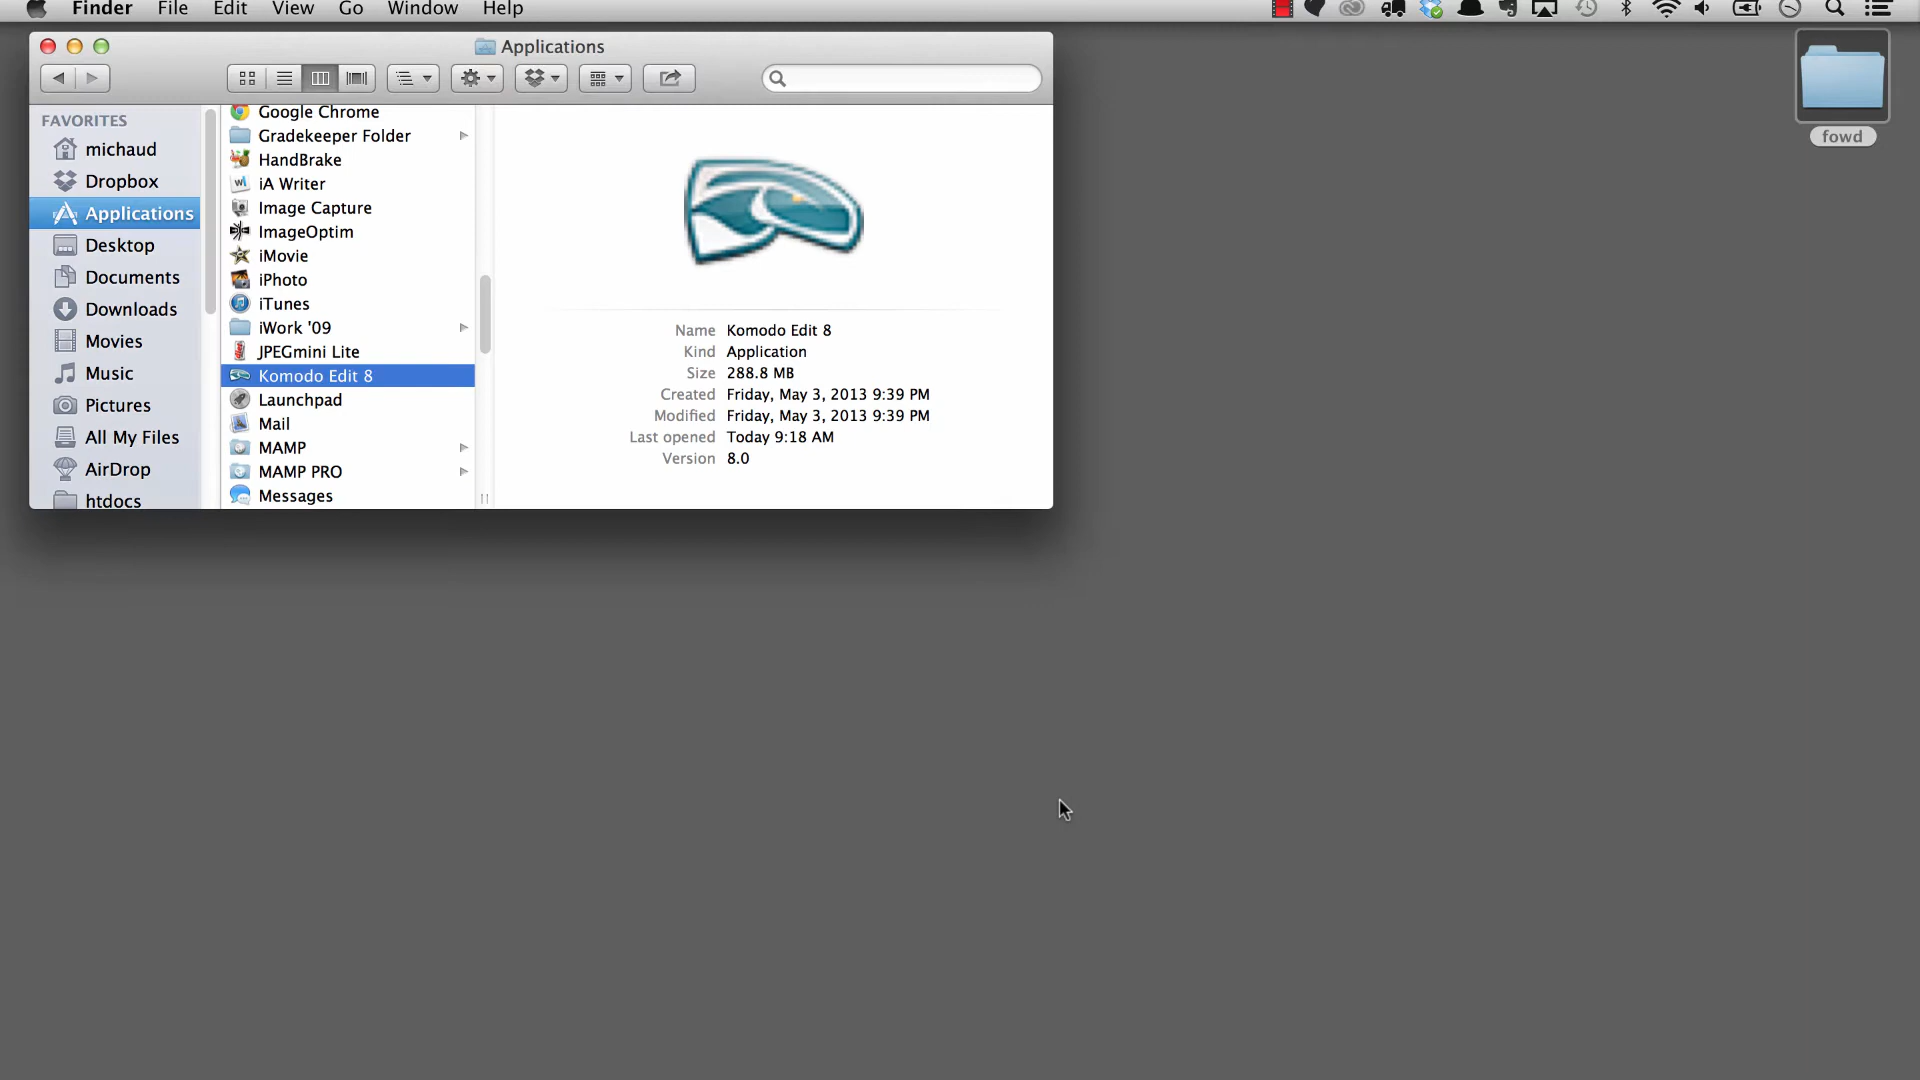 Finder File Edit View Go Window Help
Applications
FAVORITES
michaud
Dropbox
Applications
Desktop
Documents
Downloads
Movies
Music
Pictures
All My Files
AirDrop
htdocs
Google Chrome
Gradekeeper Folder
HandBrake
iA Writer
Image Capture
ImageOptim
iMovie
iPhoto
iTunes
iWork '09
JPEGmini Lite
Komodo Edit 8
Launchpad
Mail
MAMP
MAMP PRO
Messages
Name Komodo Edit 8
Kind Application
Size 288.8 MB
Created Friday, May 3, 2013 9:39 PM
Modified Friday, May 3, 2013 9:39 PM
Last opened Today 9:18 AM
Version 8.0
fowd